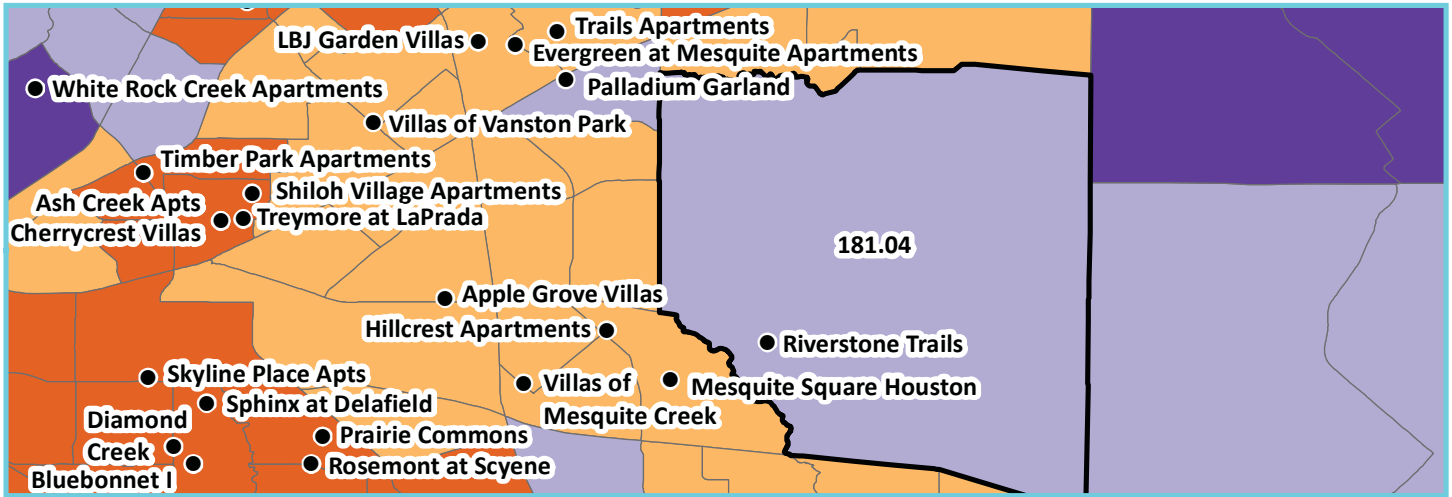 Trails Apartments
LBJ Garden Villas
Evergreen at Mesquite Apartments
White Rock Creek Apartments
Palladium Garland
Villas of Vanston Park
Timber Park Apartments
Shiloh Village Apartments
Ash Creek Apts
Treymore at LaPrada
Cherrycrest Villas
181.04
Apple Grove Villas
Hillcrest Apartments
Riverstone Trails
Skyline Place Apts
Villas of
Mesquite Creek
Mesquite Square Houston
Sphinx at Delafield
Diamond
Creek
Prairie Commons
Rosemont at Scyene
Bluebonnet I